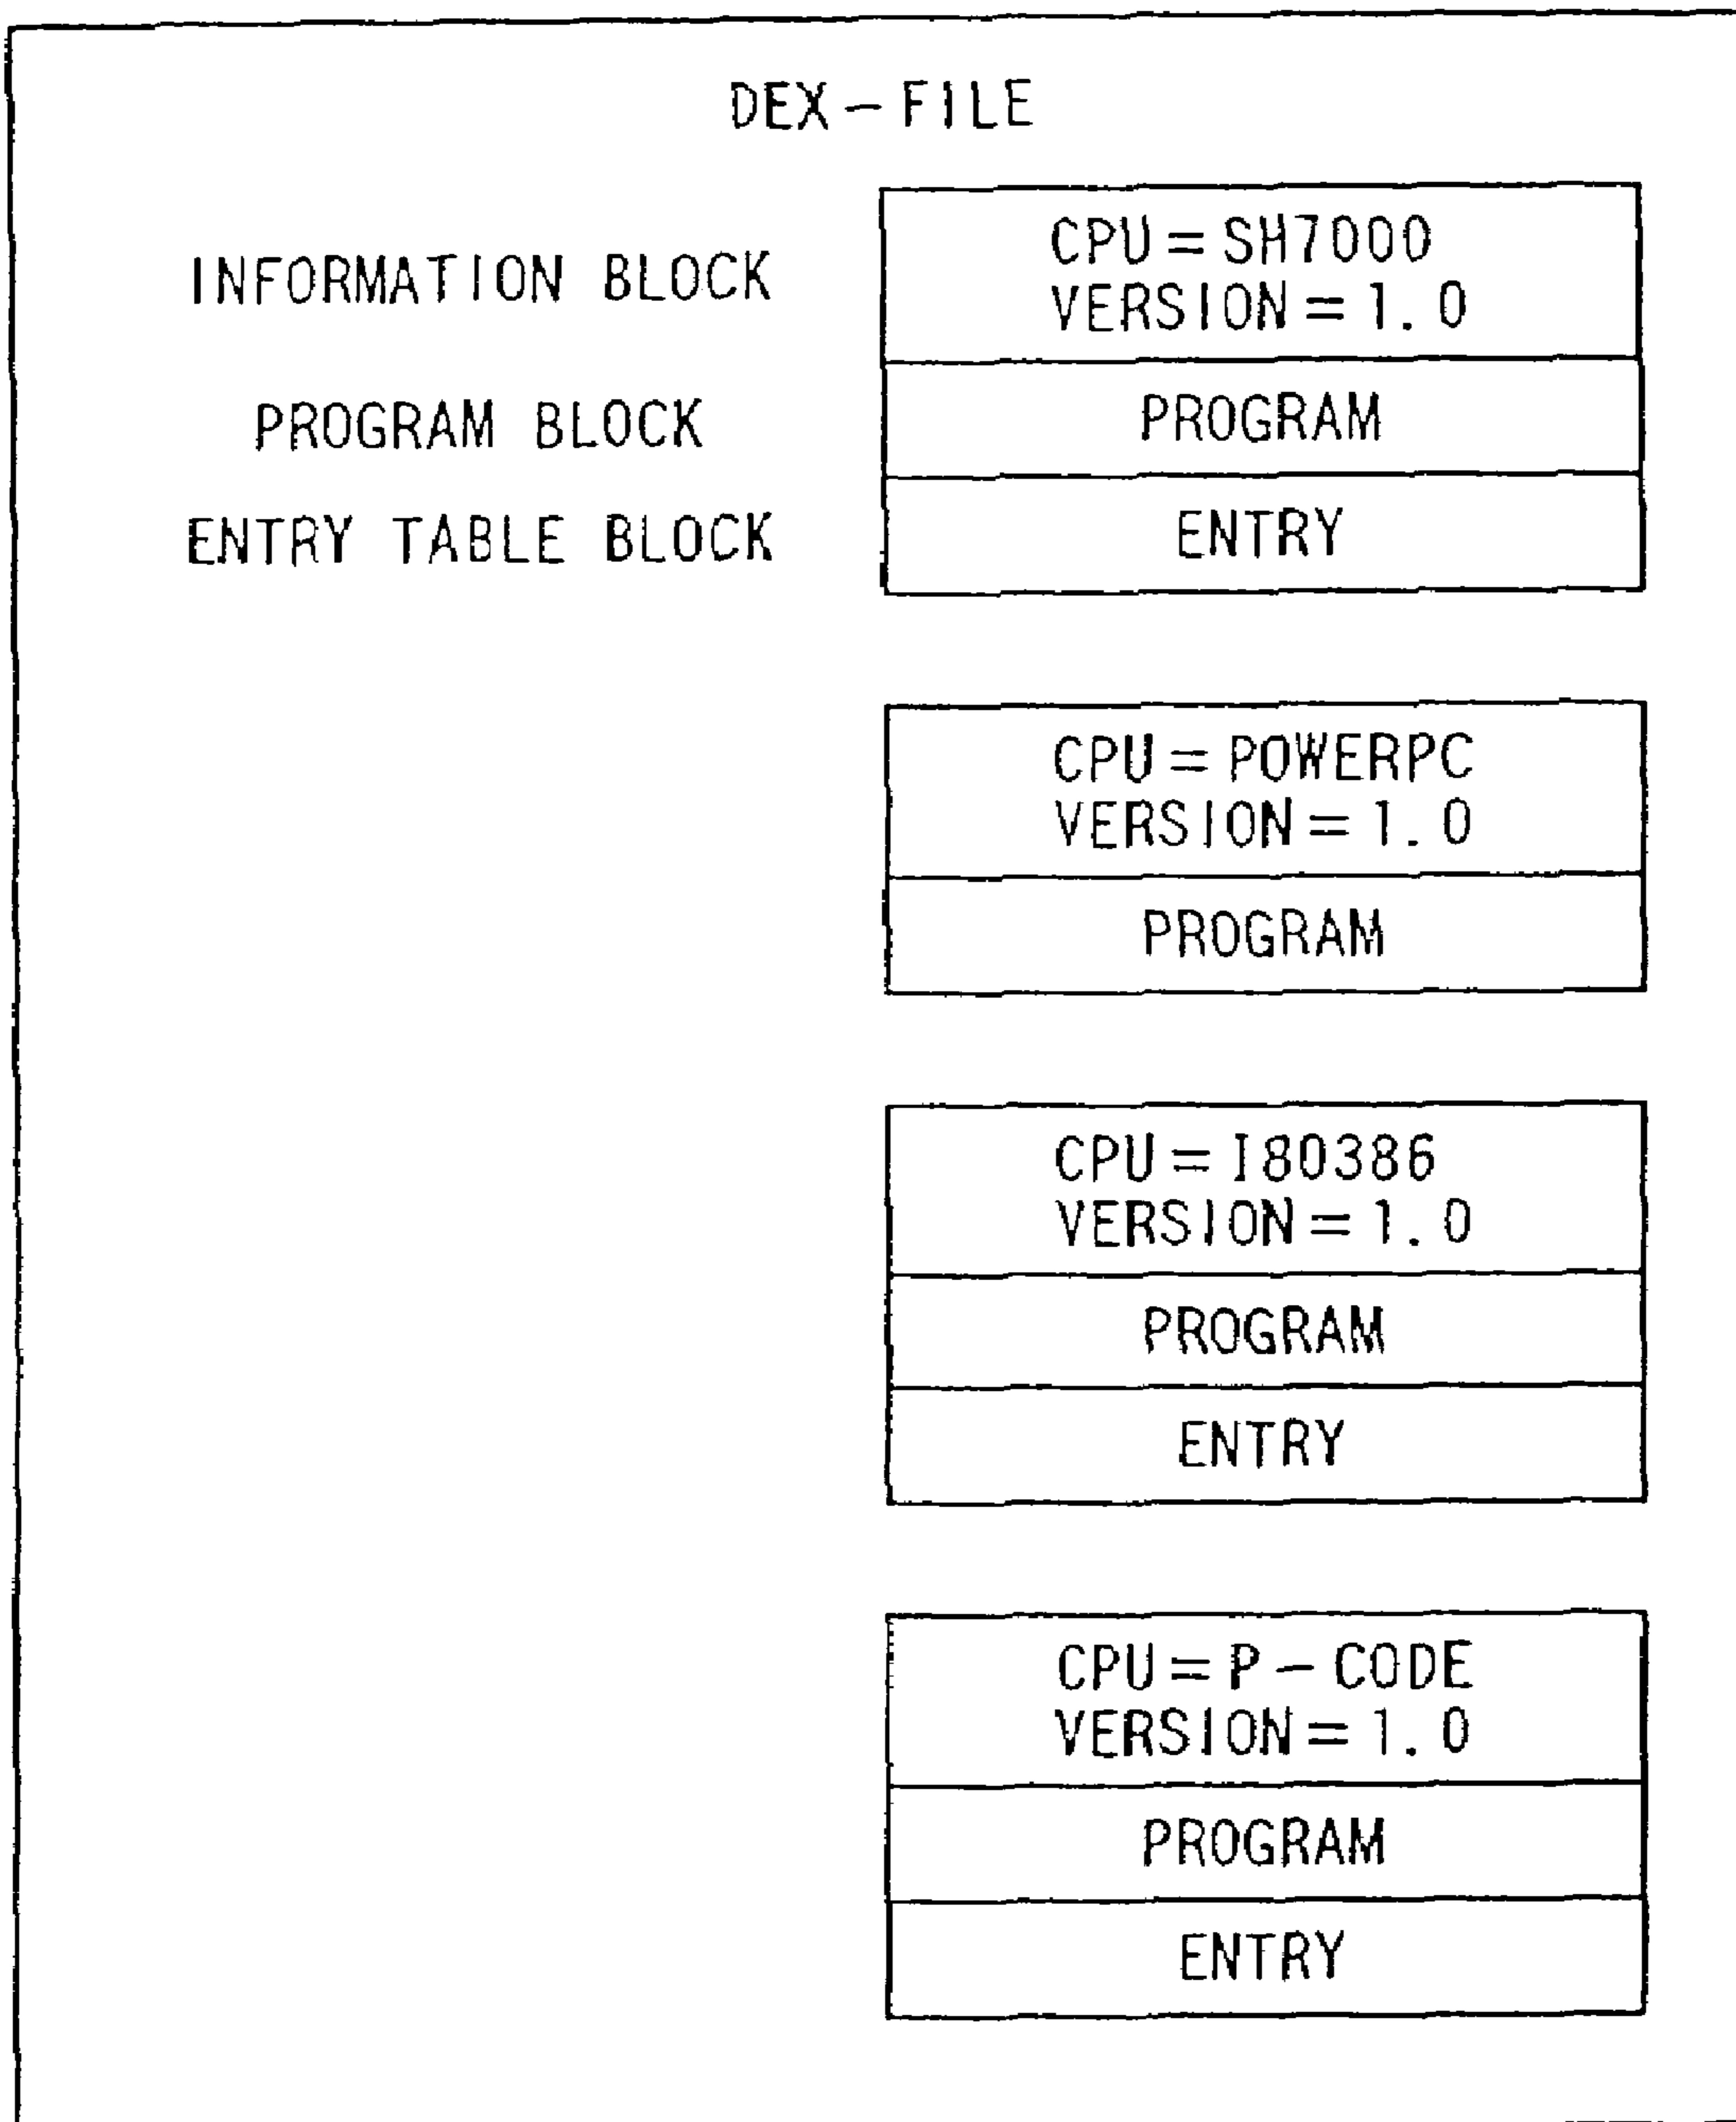 DEX-FILE
INFORMATION BLOCK
CPU=SH7000
VERSION=1.0
PROGRAM BLOCK
PROGRAM
ENTRY TABLE BLOCK
ENTRY
CPU=POWERPC
VERSION=1.0
PROGRAM
CPU=I80386
VERSION=1.0
PROGRAM
ENTRY
CPU=P-CODE
VERSION=1.0
PROGRAM
ENTRY